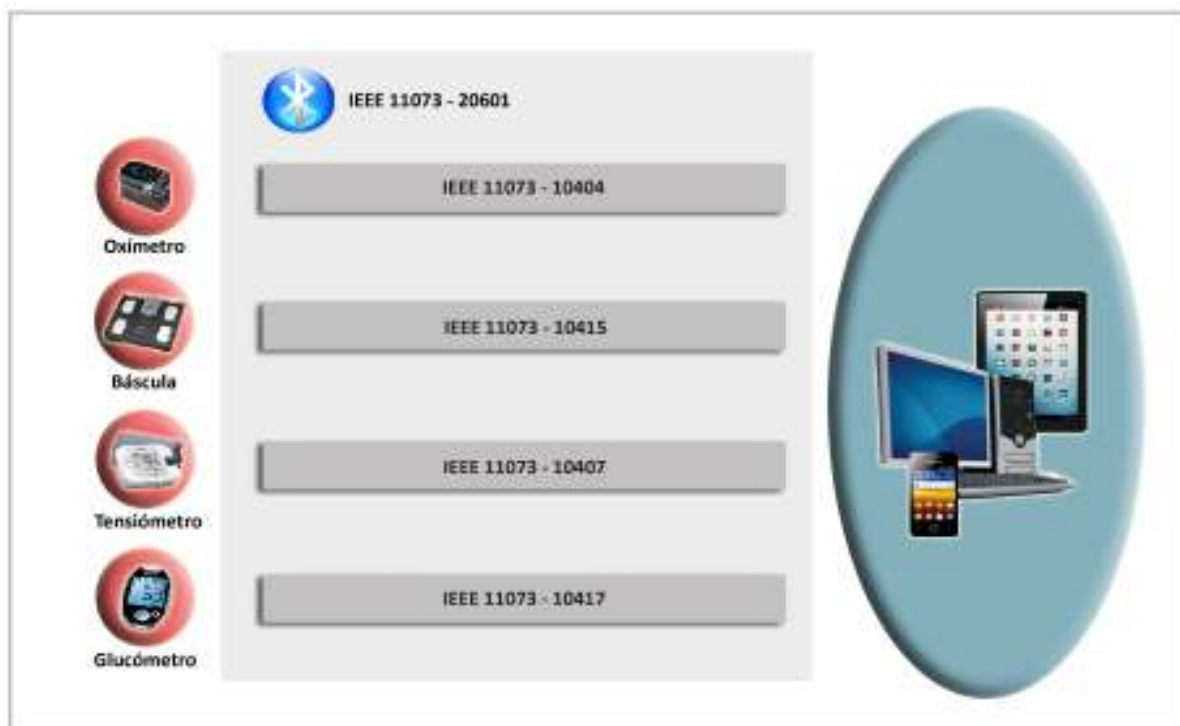 IEEE 11073 - 20601
IEEE 11073 - 10404
Oxímetro
IEEE 11073 - 10415
Báscula
IEEE 11073 - 10407
Tensiómetro
IEEE 11073 - 10417
Glucómetro